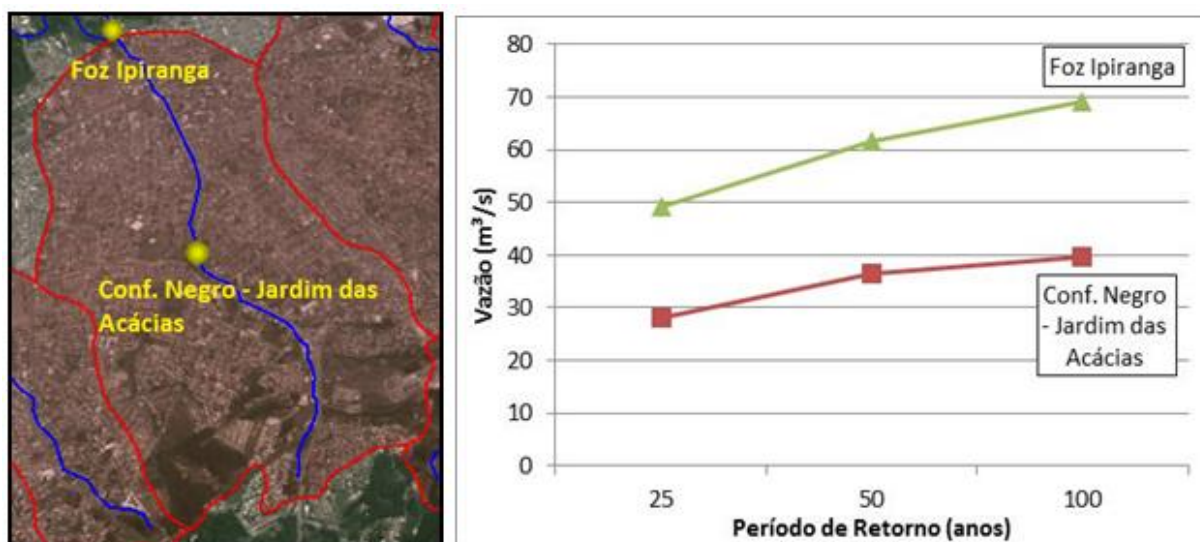 Foz Ipiranga
Conf. Negro - Jardim das
Acácias
Vazão (m³/s)
80
70
60
50
40
30
20
10
0
Foz Ipiranga
Conf. Negro
- Jardim das
Acácias
25 50 100
Período de Retorno (anos)